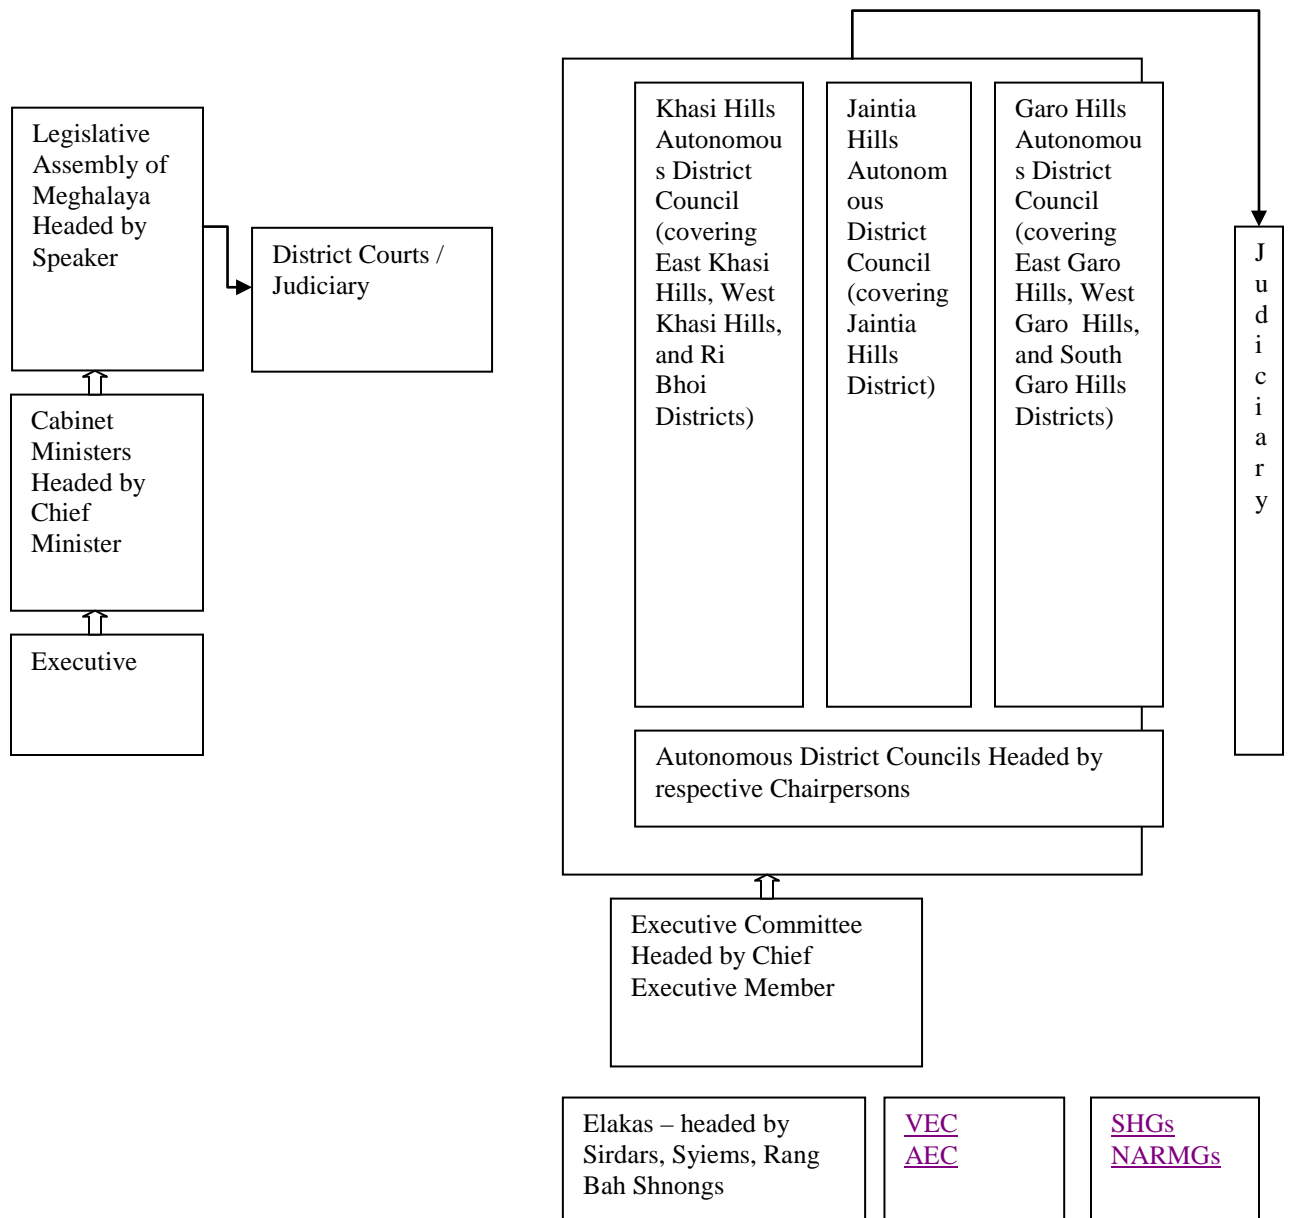 Legislative
Assembly of
Meghalaya
Headed by
Speaker
District Courts /
Judiciary
Cabinet
Ministers
Headed by
Chief
Minister
Executive
Khasi Hills
Autonomou
s District
Council
(covering
East Khasi
Hills, West
Khasi Hills,
and Ri
Bhoi
Districts)
Jaintia
Hills
Autonom
ous
District
Council
(covering
Jaintia
Hills
District)
Garo Hills
Autonomou
s District
Council
(covering
East Garo
Hills, West
Garo Hills,
and South
Garo Hills
Districts)
J
u
d
i
c
i
a
r
y
Autonomous District Councils Headed by
respective Chairpersons
Executive Committee
Headed by Chief
Executive Member
Elakas – headed by
Sirdars, Syiems, Rang
Bah Shnongs
VEC
AEC
SHGs
NARMGs